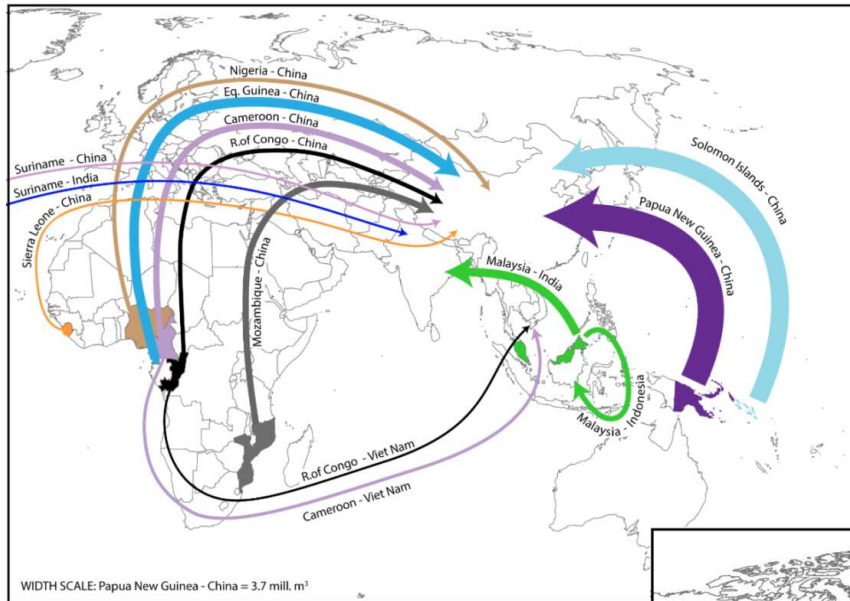 Nigeria - China
Eq. Guinea - China
Cameroon - China
R.of Congo - China
Suriname - China
Suriname - India
Sierra Leone - China
Mozambique - China
Malaysia - India
Solomon Islands - China
Papua New Guinea - China
Malaysia - Indonesia
R.of Congo - Viet Nam
Cameroon - Viet Nam
WIDTH SCALE: Papua New Guinea - China = 3.7 mill. m³